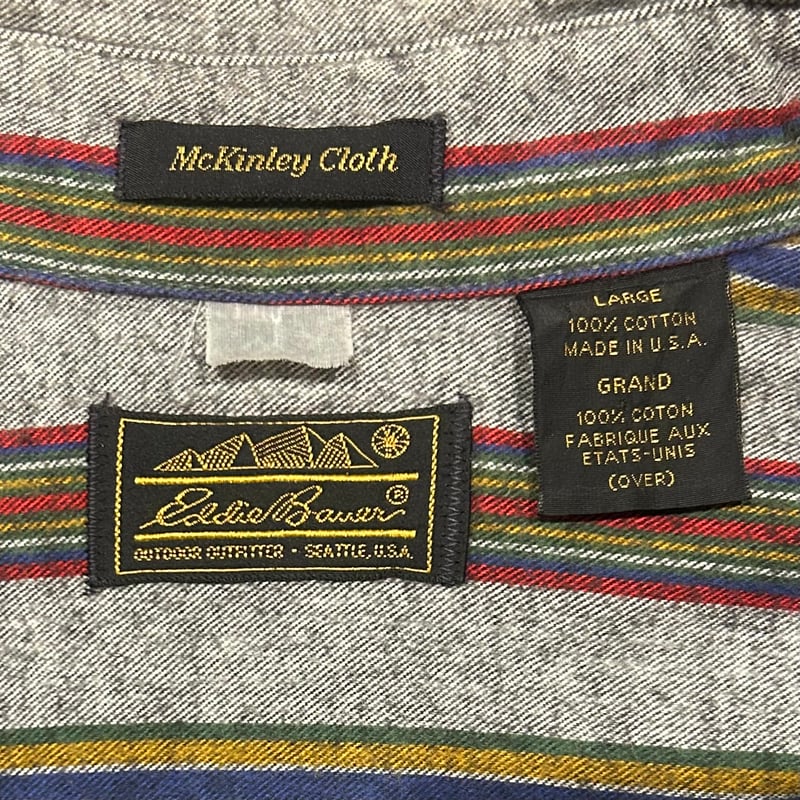 McKinley Cloth
LARGE
100% COTTON
MADE IN U.S.A.
GRAND
100% COTON
FABRIQUE AUX
ETATS-UNIS
(OVER)
Eddie Bauer®
OUTDOOR OUTFITTER • SEATTLE, U.S.A.